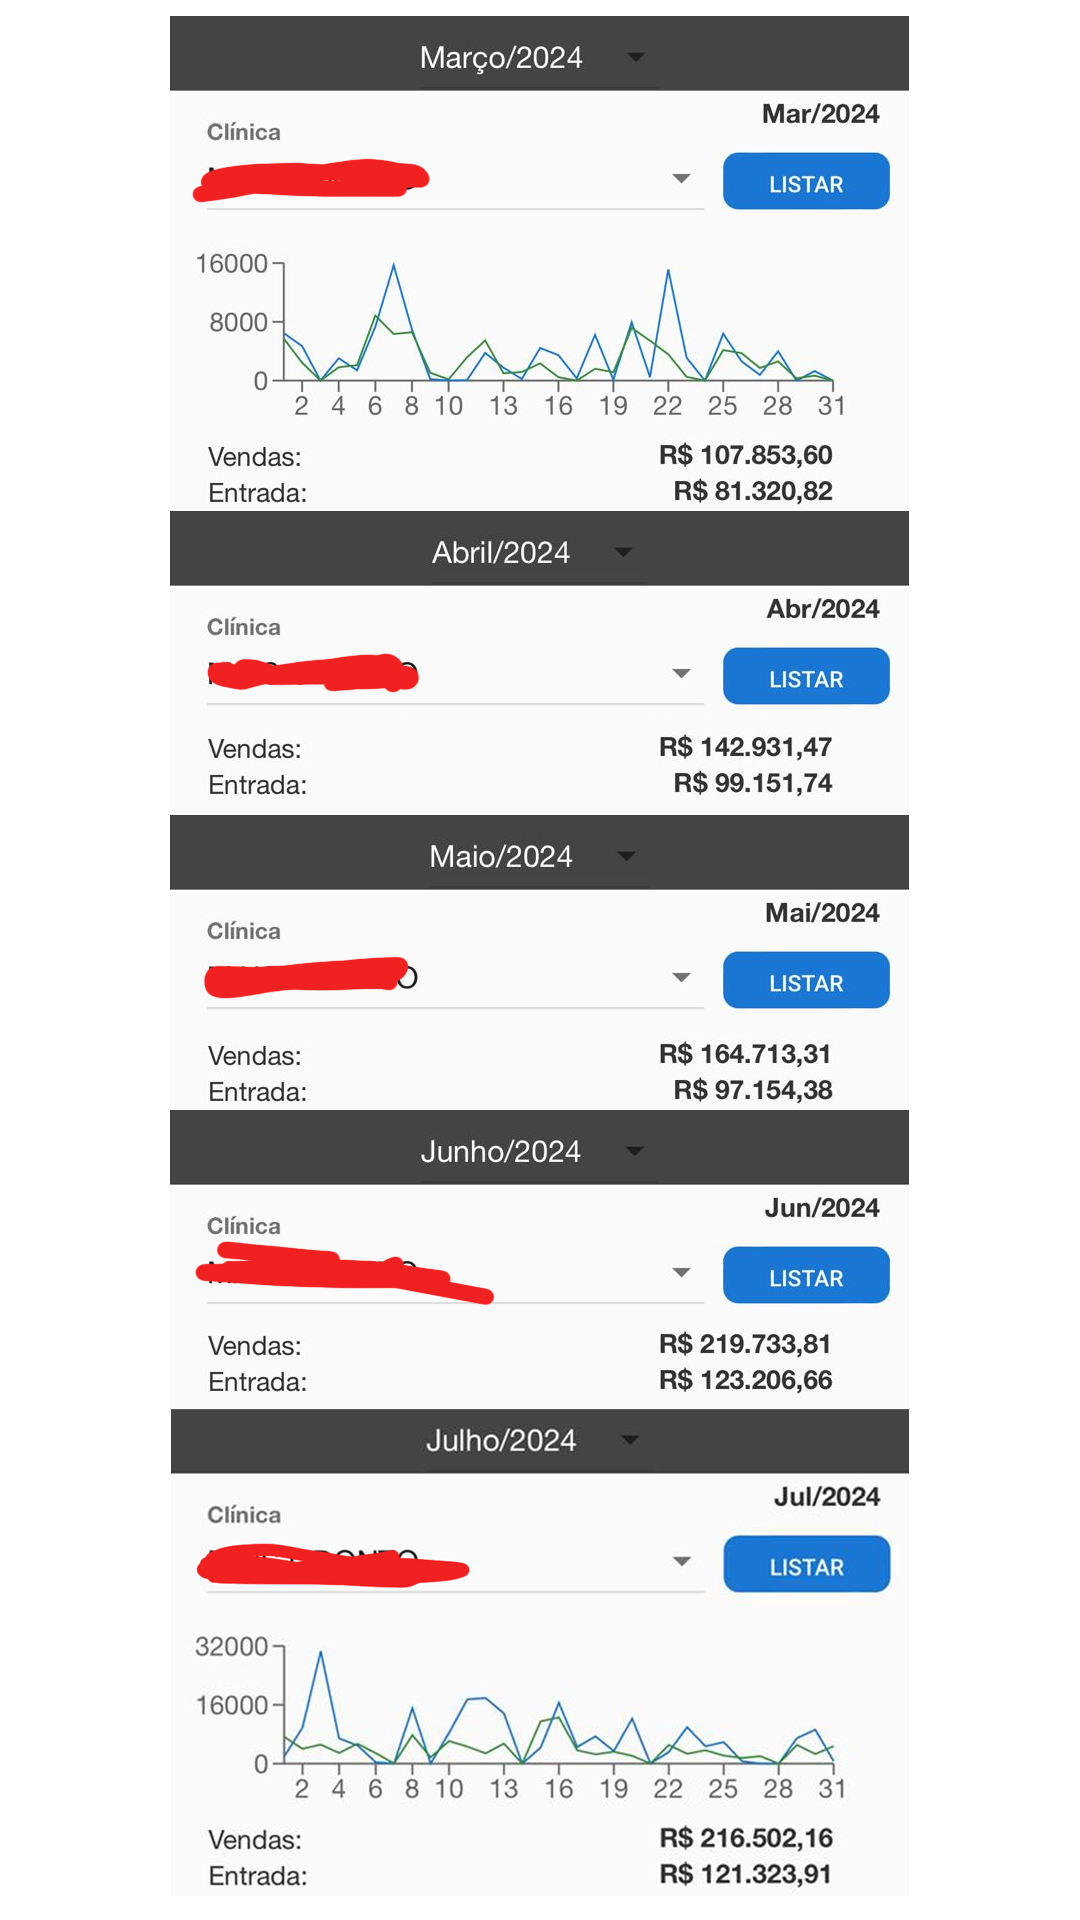 Março/2024
Mar/2024
Clínica
LISTAR
16000
8000
0
2 4 6 8 10 13 16 19 22 25 28 31
Vendas: R$ 107.853,60
Entrada: R$ 81.320,82
Abril/2024
Abr/2024
Clínica
LISTAR
Vendas: R$ 142.931,47
Entrada: R$ 99.151,74
Maio/2024
Mai/2024
Clínica
LISTAR
Vendas: R$ 164.713,31
Entrada: R$ 97.154,38
Junho/2024
Jun/2024
Clínica
LISTAR
Vendas: R$ 219.733,81
Entrada: R$ 123.206,66
Julho/2024
Jul/2024
Clínica
LISTAR
32000
16000
0
2 4 6 8 10 13 16 19 22 25 28 31
Vendas: R$ 216.502,16
Entrada: R$ 121.323,91